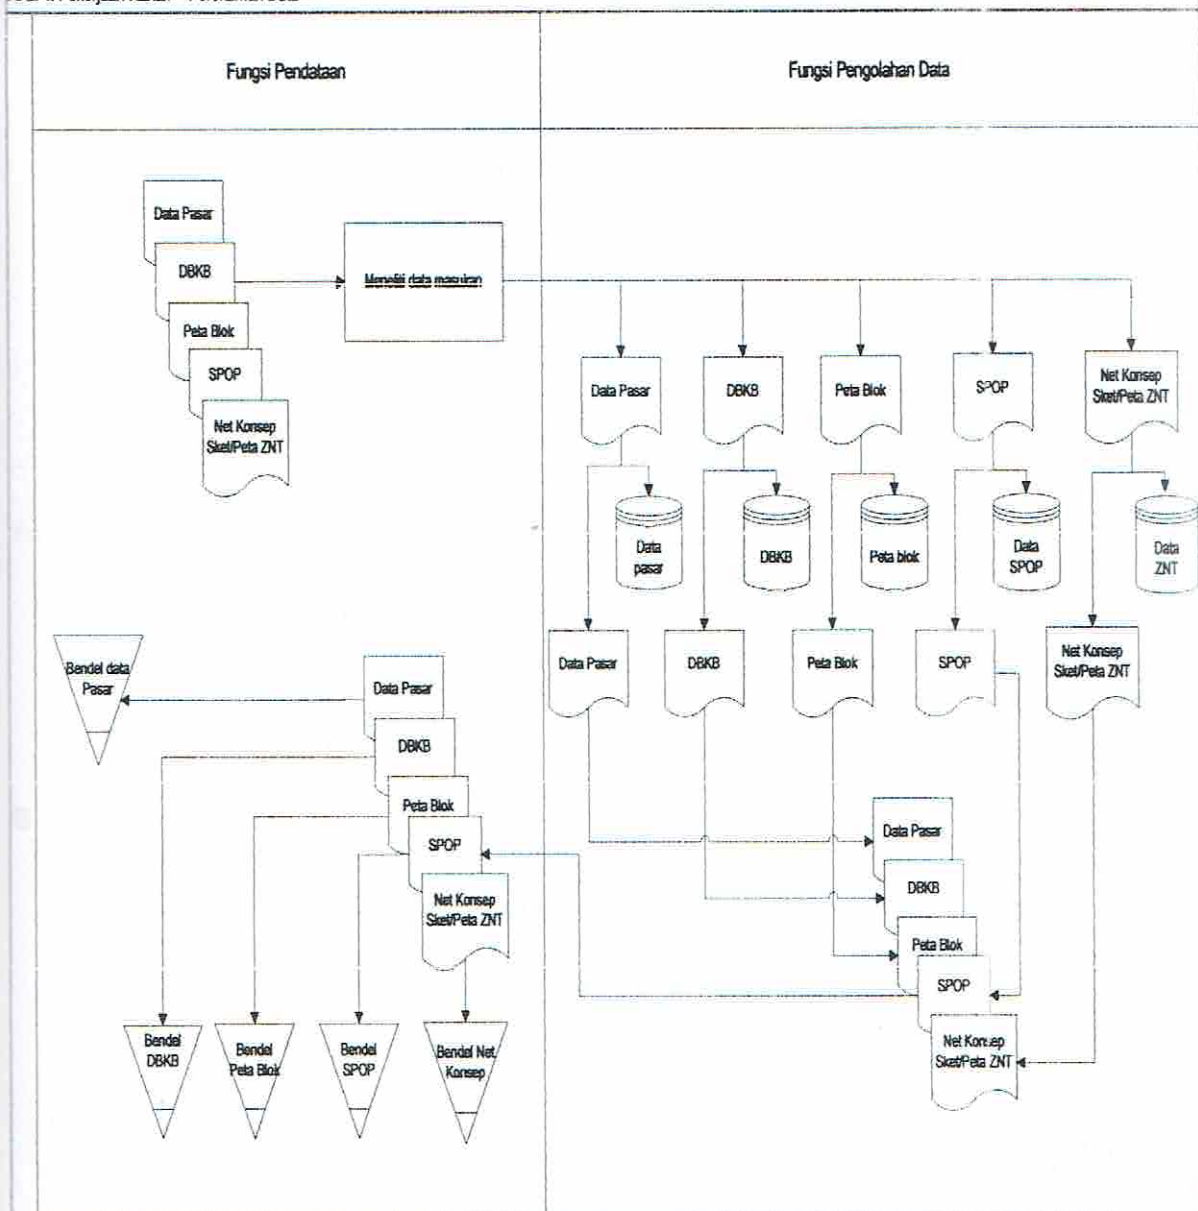 Fungsi Pendataan
Fungsi Pengolahan Data
Data Pasar
DBKB
Peta Blok
SPOP
Net Konsep
Sket/Peta ZNT
Meneliti data masukan
Data Pasar
DBKB
Peta Blok
SPOP
Net Konsep
Sket/Peta ZNT
Data
pasar
DBKB
Peta blok
Data
SPOP
Data
ZNT
Data Pasar
DBKB
Peta Blok
SPOP
Net Konsep
Sket/Peta ZNT
Bendel data
Pasar
Data Pasar
DBKB
Peta Blok
SPOP
Net Konsep
Sket/Peta ZNT
Data Pasar
DBKB
Peta Blok
SPOP
Net Konsep
Sket/Peta ZNT
Bendel
DBKB
Bendel
Peta Blok
Bendel
SPOP
Bendel Net
Konsep